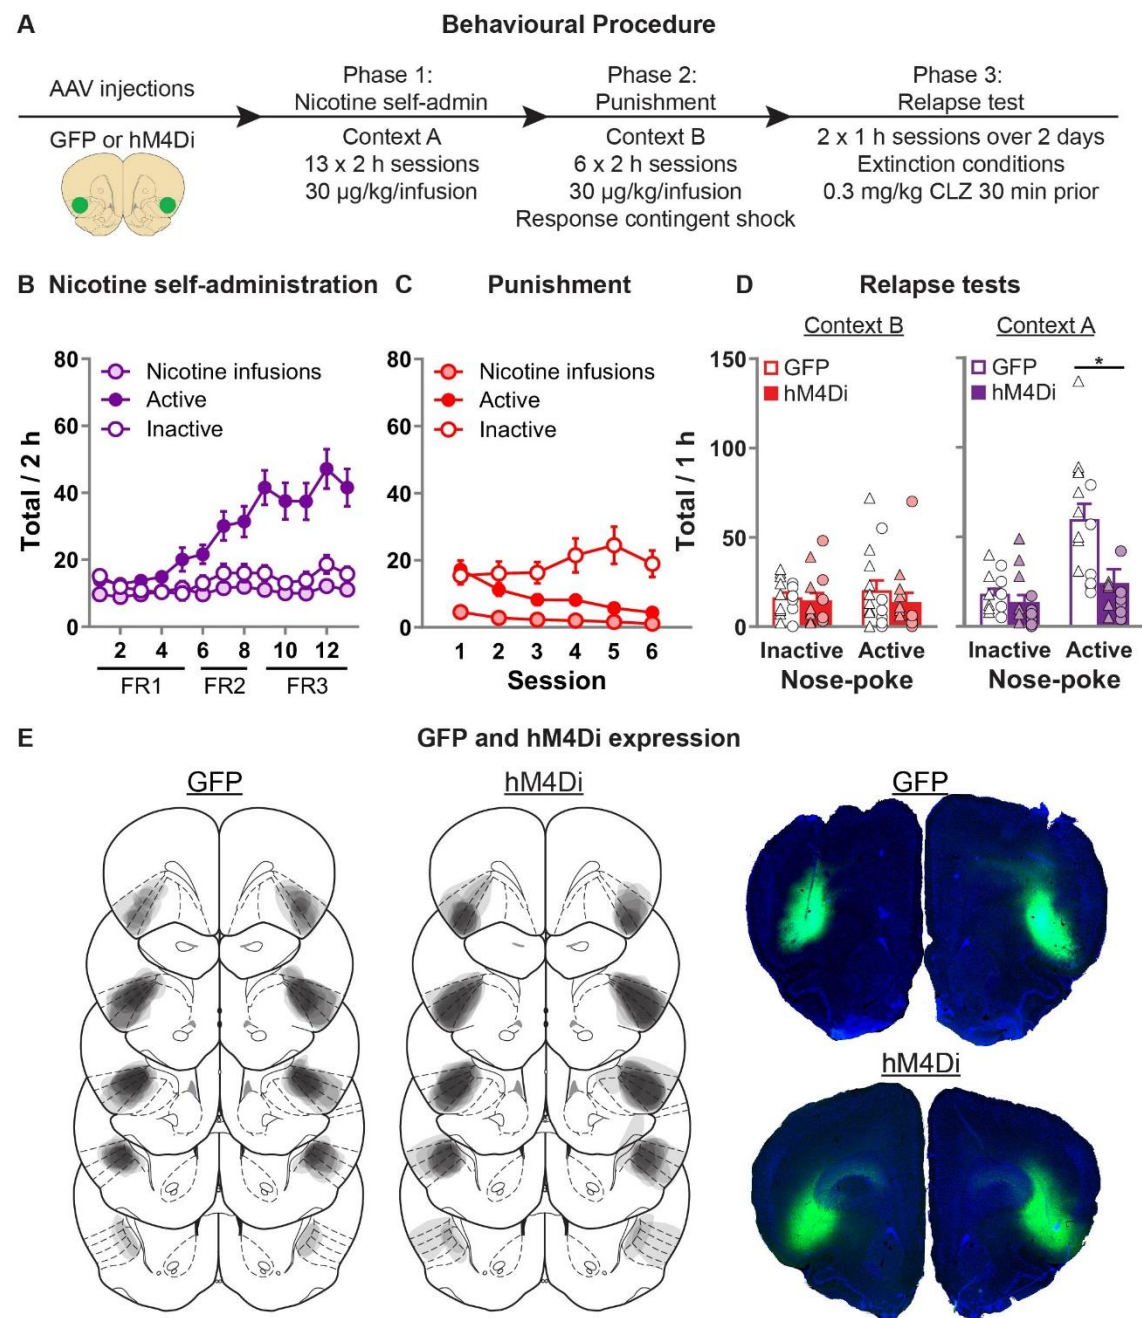 A
Behavioural Procedure
AAV injections
GFP or hM4Di
Phase 1:
Nicotine self-admin
Context A
13 x 2 h sessions
30 µg/kg/infusion
Phase 2:
Punishment
Context B
6 x 2 h sessions
30 µg/kg/infusion
Response contingent shock
Phase 3:
Relapse test
2 x 1 h sessions over 2 days
Extinction conditions
0.3 mg/kg CLZ 30 min prior
B Nicotine self-administration
Total / 2 h
80
60
40
20
0
Nicotine infusions
Active
Inactive
2 4 6 8 10 12
FR1 FR2 FR3
C Punishment
80
60
40
20
0
Nicotine infusions
Active
Inactive
1 2 3 4 5 6
Session
D Relapse tests
Context B
Total / 1 h
150
100
50
0
GFP
hM4Di
Inactive Active
Nose-poke
Context A
GFP
hM4Di
*
Inactive Active
Nose-poke
E
GFP and hM4Di expression
GFP
hM4Di
GFP
hM4Di